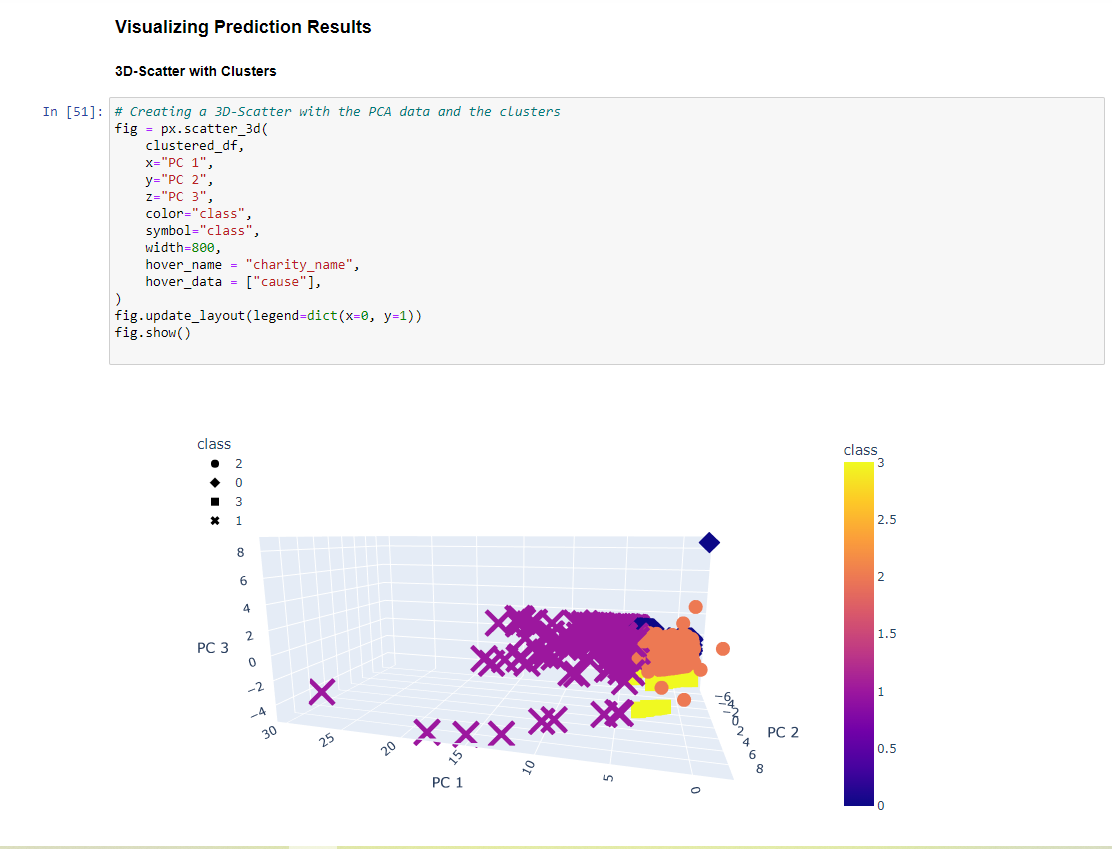 Visualizing Prediction Results
3D-Scatter with Clusters
In [51]:
# Creating a 3D-Scatter with the PCA data and the clusters
fig = px.scatter_3d(
    clustered_df,
    x="PC 1",
    y="PC 2",
    z="PC 3",
    color="class",
    symbol="class",
    width=800,
    hover_name = "charity_name",
    hover_data = ["cause"],
)
fig.update_layout(legend=dict(x=0, y=1))
fig.show()
class
2
0
3
1
8
6
4
2
0
−2
−4
PC 3
30
25
20
15
10
5
0
PC 1
−6
−4
−2
0
2
4
6
8
PC 2
class
3
2.5
2
1.5
1
0.5
0